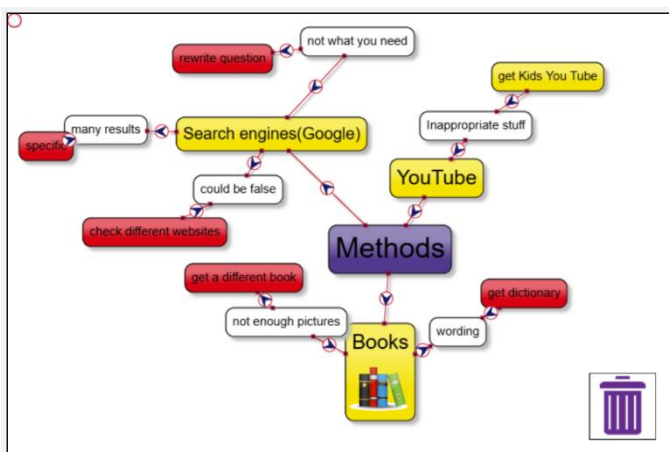 not what you need
rewrite question
get Kids You Tube
many results
Search engines(Google)
Inappropriate stuff
specific
could be false
YouTube
check different websites
Methods
get a different book
get dictionary
not enough pictures
wording
Books